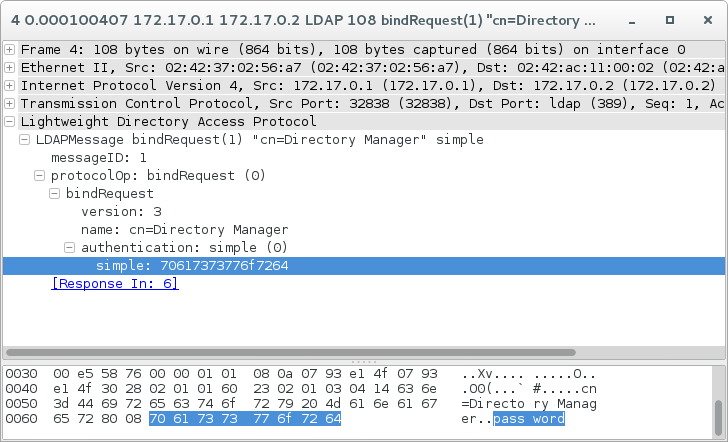 4 0.000100407 172.17.0.1 172.17.0.2 LDAP 108 bindRequest(1) "cn=Directory ...
Frame 4: 108 bytes on wire (864 bits), 108 bytes captured (864 bits) on interface 0
Ethernet II, Src: 02:42:37:02:56:a7 (02:42:37:02:56:a7), Dst: 02:42:ac:11:00:02 (02:42:a
Internet Protocol Version 4, Src: 172.17.0.1 (172.17.0.1), Dst: 172.17.0.2 (172.17.0.2)
Transmission Control Protocol, Src Port: 32838 (32838), Dst Port: ldap (389), Seq: 1, Ac
Lightweight Directory Access Protocol
LDAPMessage bindRequest(1) "cn=Directory Manager" simple
messageID: 1
protocolOp: bindRequest (0)
bindRequest
version: 3
name: cn=Directory Manager
authentication: simple (0)
simple: 70617373776f7264
[Response In: 6]
0030 00 e5 58 76 00 00 01 01 08 0a 07 93 e1 4f 07 93 ..Xv.... .....O..
0040 e1 4f 30 28 02 01 01 60 23 02 01 03 04 14 63 6e .O0(...` #.....cn
0050 3d 44 69 72 65 63 74 6f 72 79 20 4d 61 6e 61 67 =Directo ry Manag
0060 65 72 80 08 70 61 73 73 77 6f 72 64 er..pass word